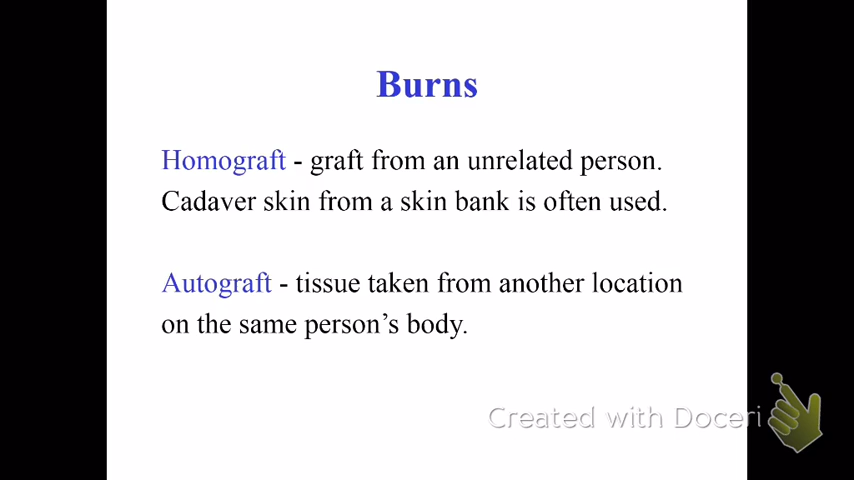 Burns
Homograft - graft from an unrelated person.
Cadaver skin from a skin bank is often used.
Autograft - tissue taken from another location
on the same person's body.
Created with Doceri